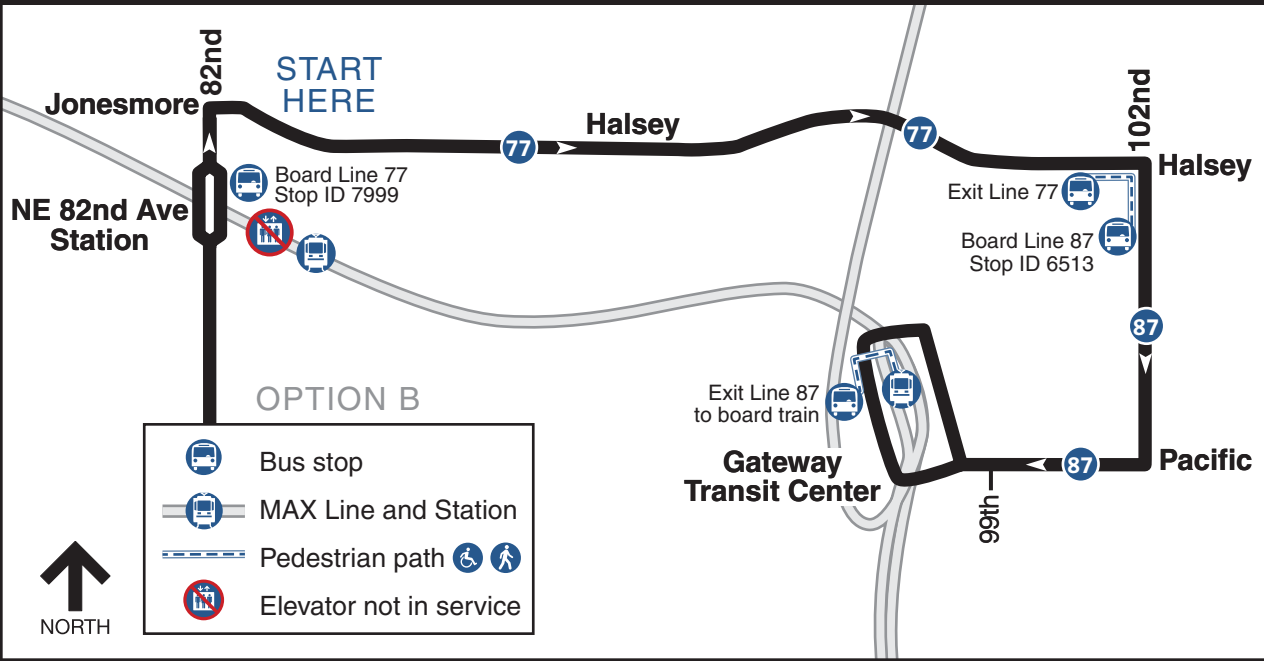 82nd
START
HERE
Jonesmore
Halsey
77
77
102nd
Halsey
Board Line 77
Stop ID 7999
NE 82nd Ave
Station
Exit Line 77
Board Line 87
Stop ID 6513
87
Exit Line 87
to board train
Gateway
Transit Center
87
Pacific
99th
OPTION B
Bus stop
MAX Line and Station
Pedestrian path
Elevator not in service
NORTH